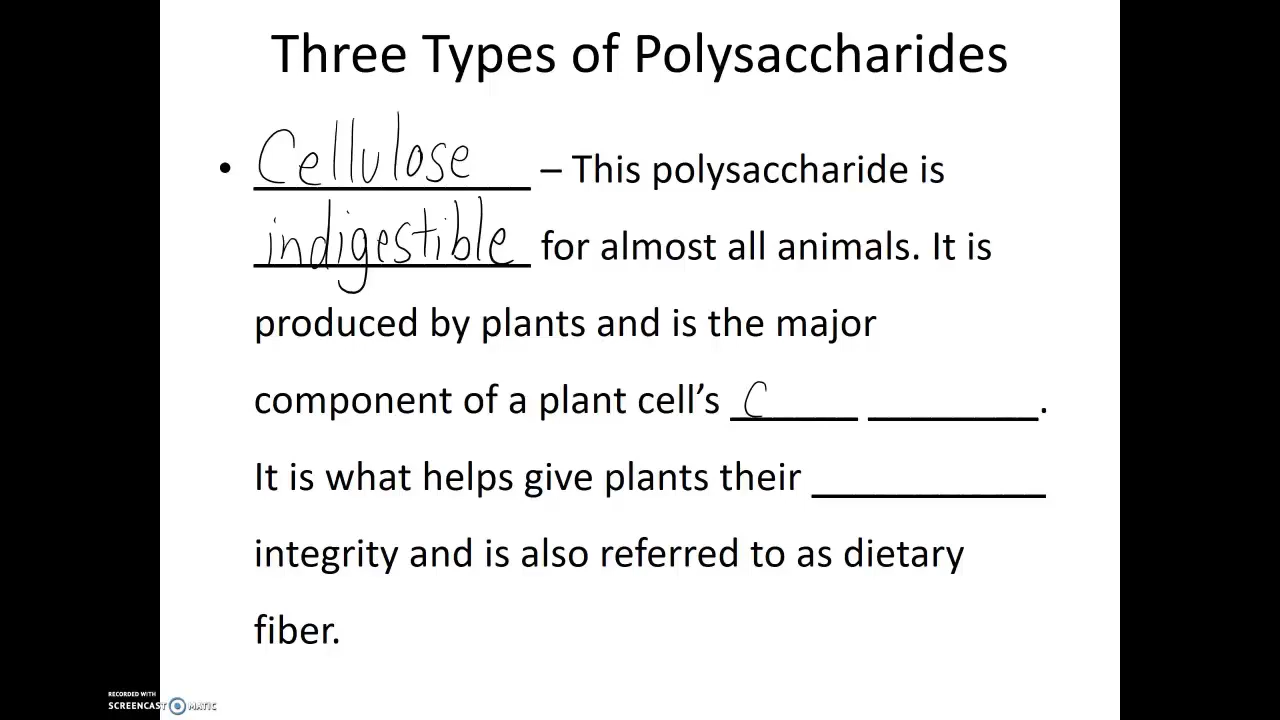 Three Types of Polysaccharides
• Cellulose – This polysaccharide is
indigestible for almost all animals. It is
produced by plants and is the major
component of a plant cell’s C_____ ________.
It is what helps give plants their ___________
integrity and is also referred to as dietary
fiber.
RECORDED WITH
SCREENCAST MATIC